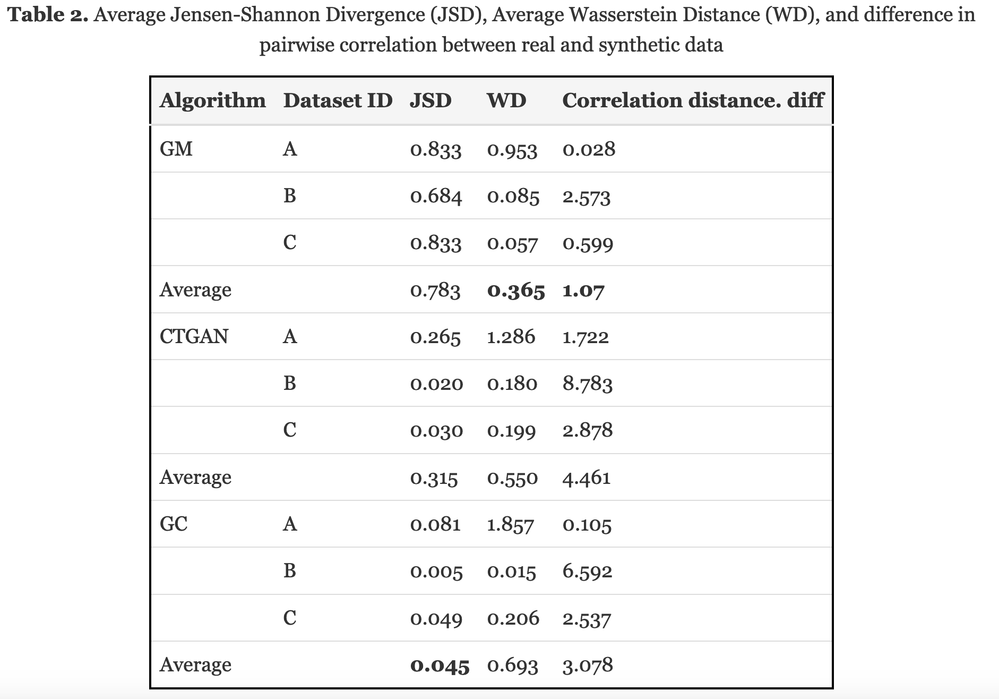 Table 2. Average Jensen-Shannon Divergence (JSD), Average Wasserstein Distance (WD), and difference in
pairwise correlation between real and synthetic data
Algorithm Dataset ID JSD WD Correlation distance. diff
GM A 0.833 0.953 0.028
B 0.684 0.085 2.573
C 0.833 0.057 0.599
Average 0.783 0.365 1.07
CTGAN A 0.265 1.286 1.722
B 0.020 0.180 8.783
C 0.030 0.199 2.878
Average 0.315 0.550 4.461
GC A 0.081 1.857 0.105
B 0.005 0.015 6.592
C 0.049 0.206 2.537
Average 0.045 0.693 3.078